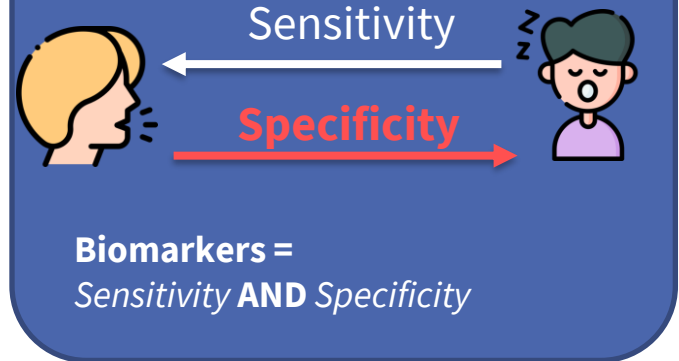 Sensitivity
z
z
Specificity
Biomarkers =
Sensitivity AND Specificity